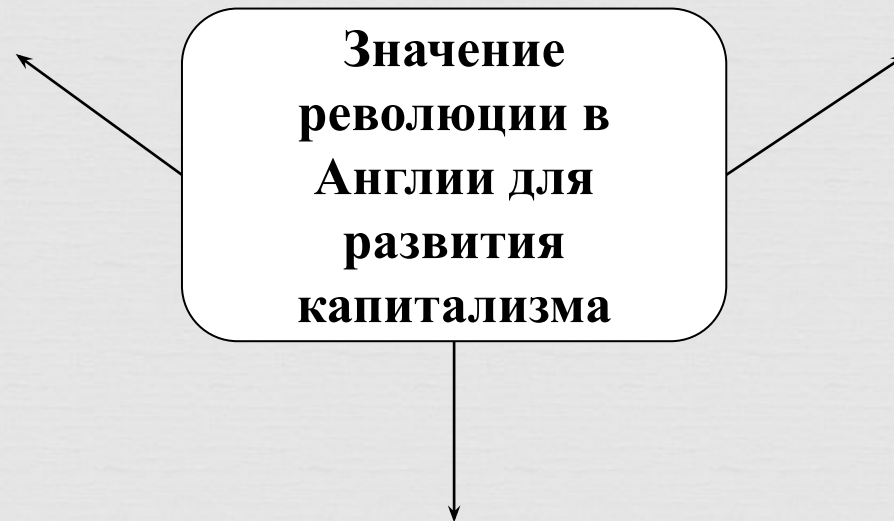 Значение
революции в
Англии для
развития
капитализма